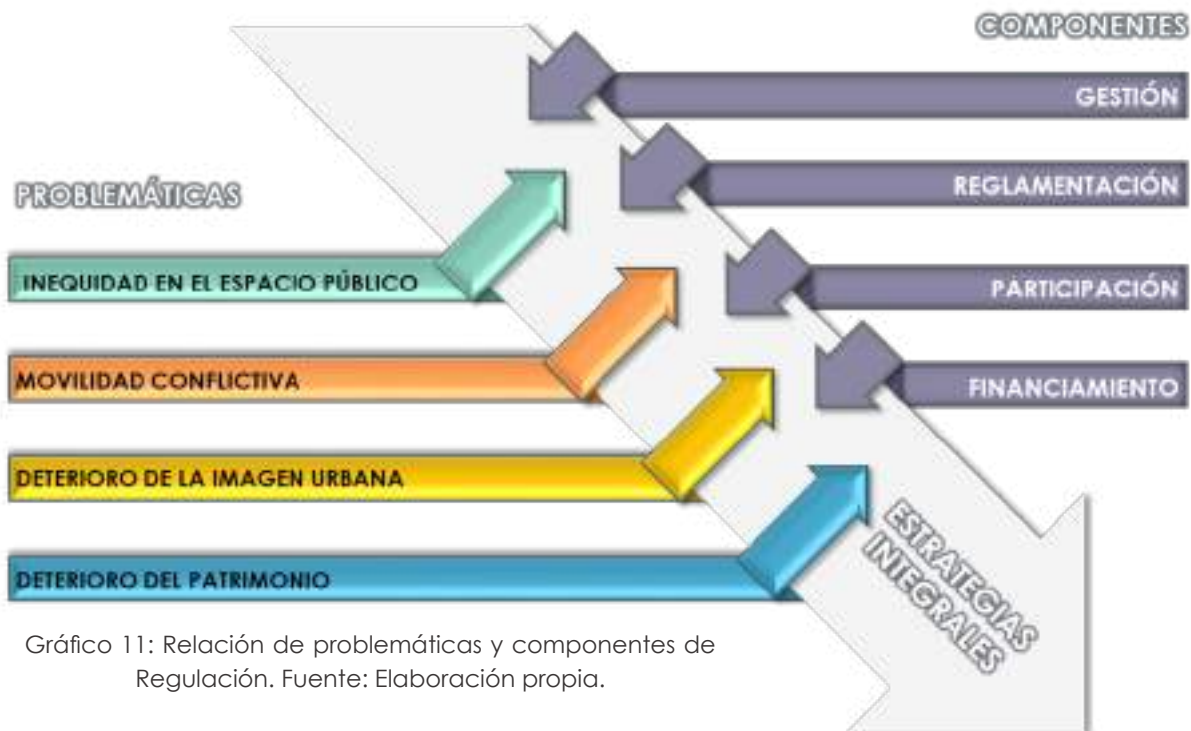 COMPONENTES
GESTIÓN
REGLAMENTACIÓN
PARTICIPACIÓN
FINANCIAMIENTO
PROBLEMÁTICAS
INEQUIDAD EN EL ESPACIO PÚBLICO
MOVILIDAD CONFLICTIVA
DETERIORO DE LA IMAGEN URBANA
DETERIORO DEL PATRIMONIO
ESTRATEGIAS
INTEGRALES
Gráfico 11: Relación de problemáticas y componentes de
Regulación. Fuente: Elaboración propia.